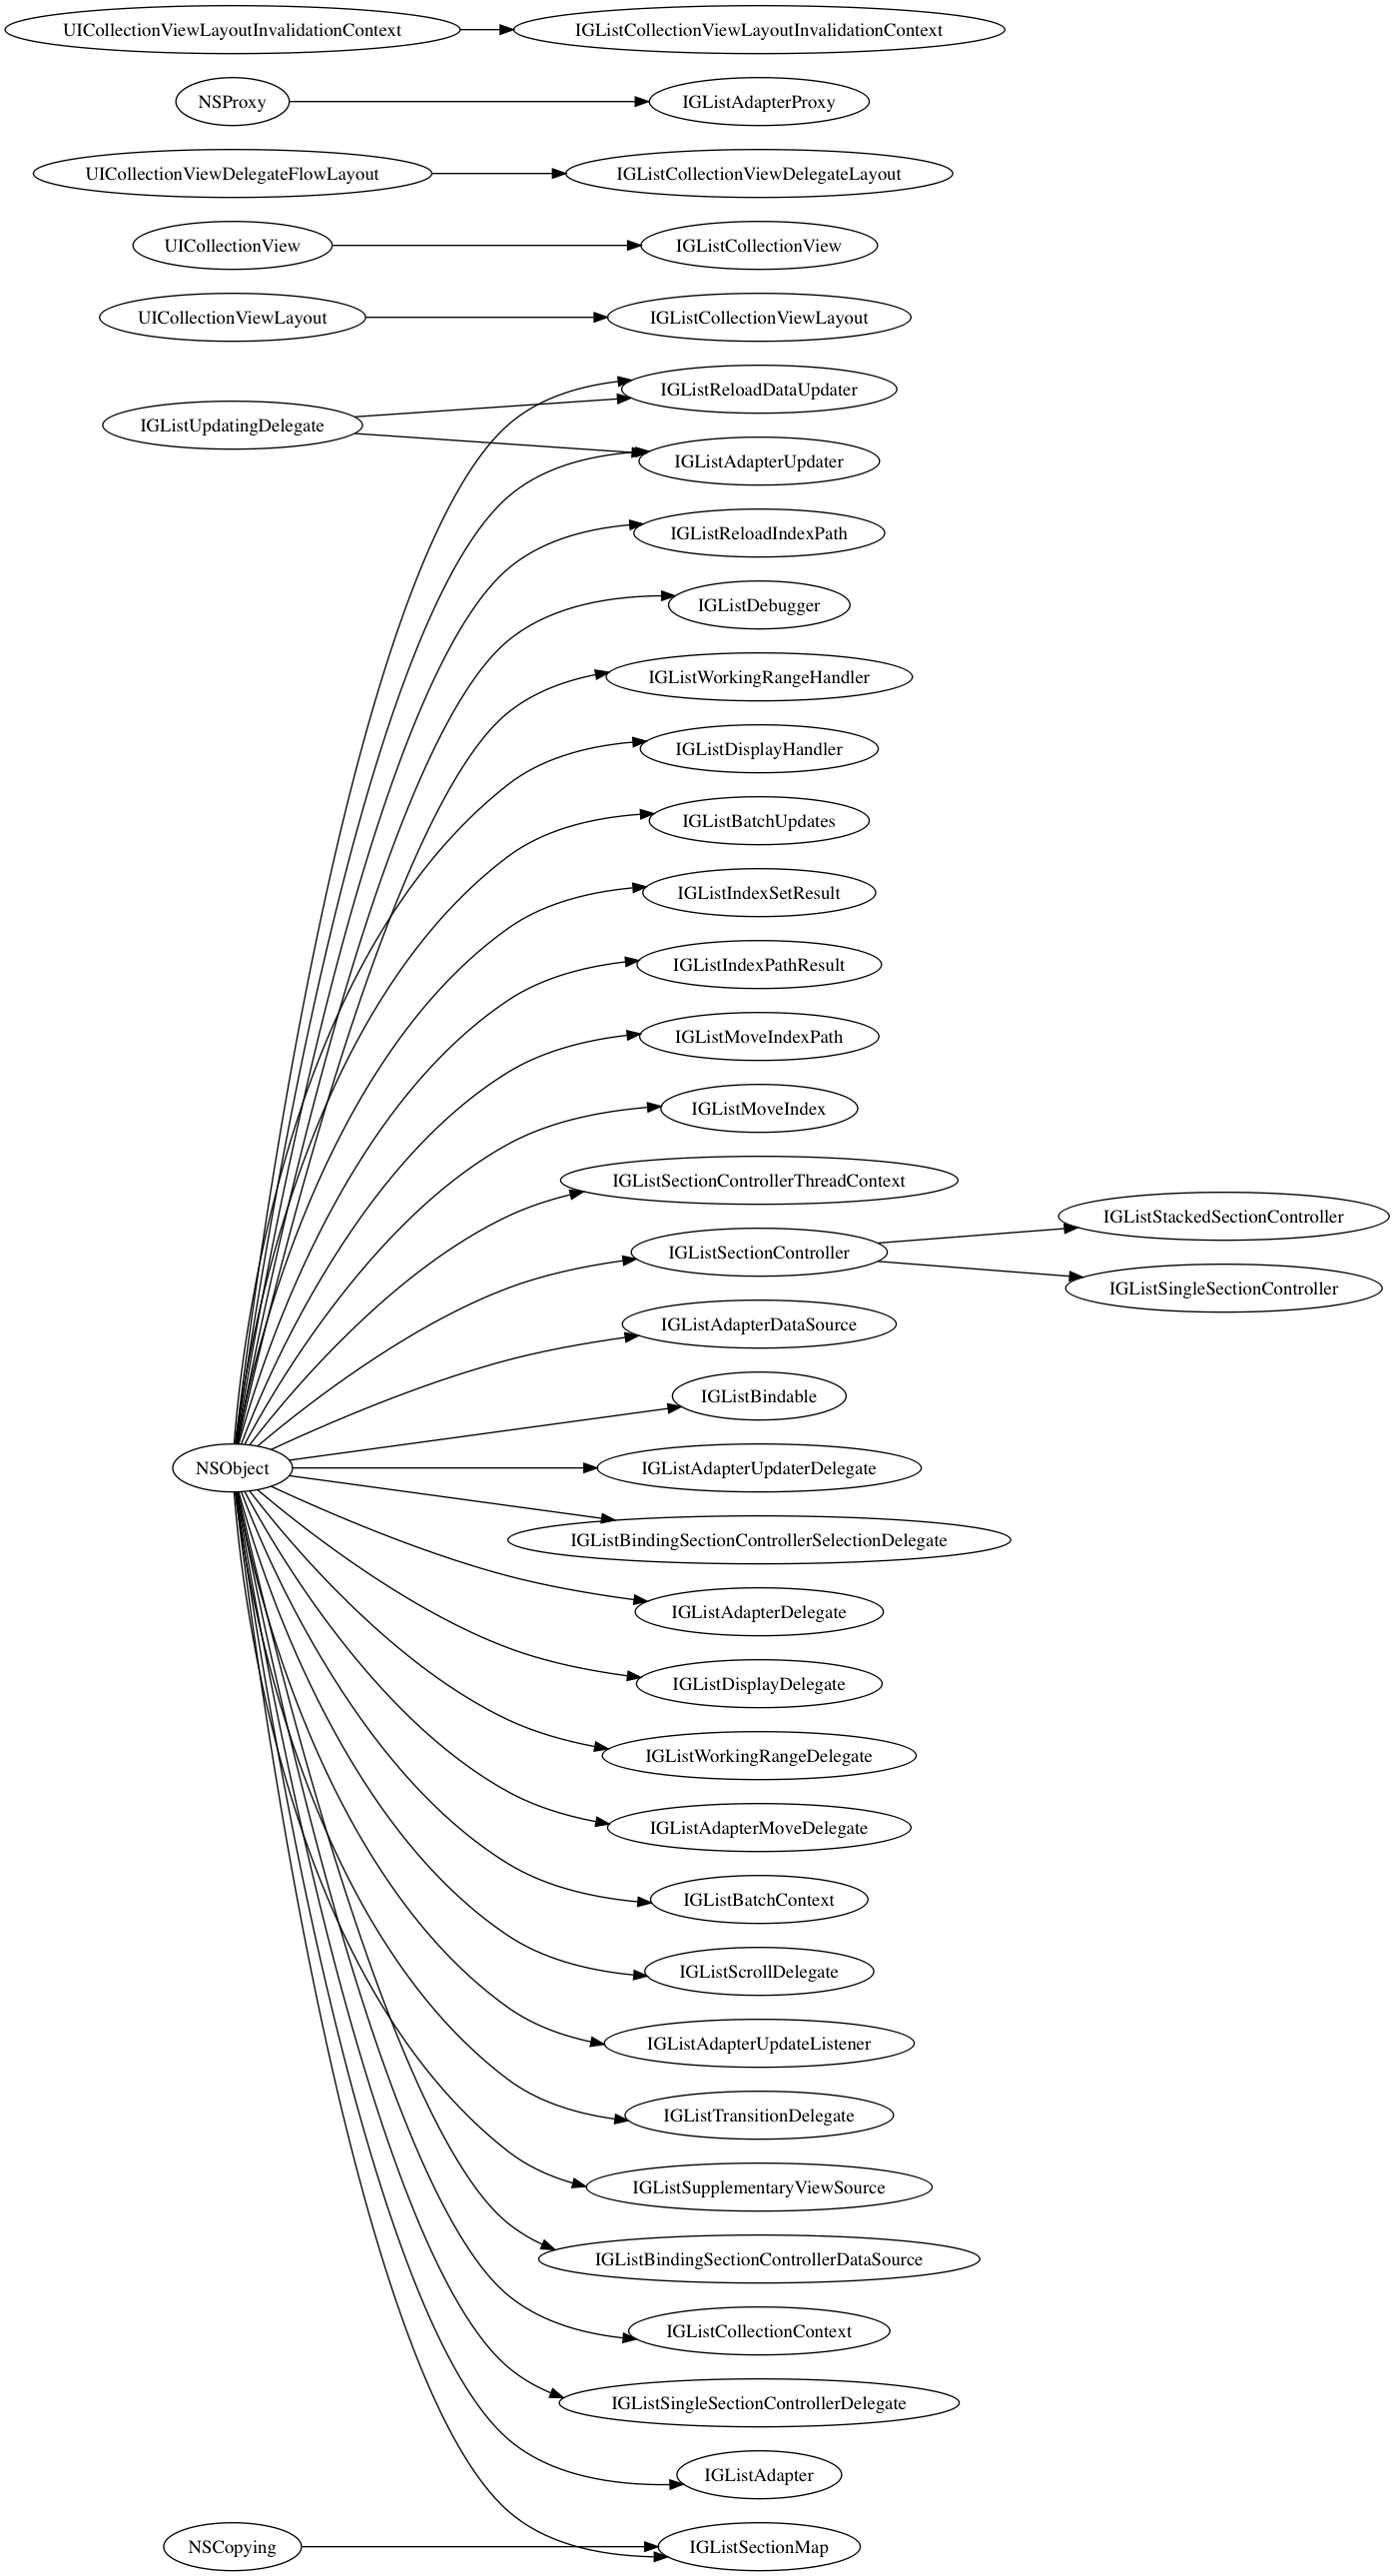 UICollectionViewLayoutInvalidationContext
IGListCollectionViewLayoutInvalidationContext
NSProxy
IGListAdapterProxy
UICollectionViewDelegateFlowLayout
IGListCollectionViewDelegateLayout
UICollectionView
IGListCollectionView
UICollectionViewLayout
IGListCollectionViewLayout
IGListReloadDataUpdater
IGListUpdatingDelegate
IGListAdapterUpdater
IGListReloadIndexPath
IGListDebugger
IGListWorkingRangeHandler
IGListDisplayHandler
IGListBatchUpdates
IGListIndexSetResult
IGListIndexPathResult
IGListMoveIndexPath
IGListMoveIndex
IGListSectionControllerThreadContext
IGListStackedSectionController
IGListSectionController
IGListSingleSectionController
IGListAdapterDataSource
IGListBindable
NSObject
IGListAdapterUpdaterDelegate
IGListBindingSectionControllerSelectionDelegate
IGListAdapterDelegate
IGListDisplayDelegate
IGListWorkingRangeDelegate
IGListAdapterMoveDelegate
IGListBatchContext
IGListScrollDelegate
IGListAdapterUpdateListener
IGListTransitionDelegate
IGListSupplementaryViewSource
IGListBindingSectionControllerDataSource
IGListCollectionContext
IGListSingleSectionControllerDelegate
IGListAdapter
NSCopying
IGListSectionMap